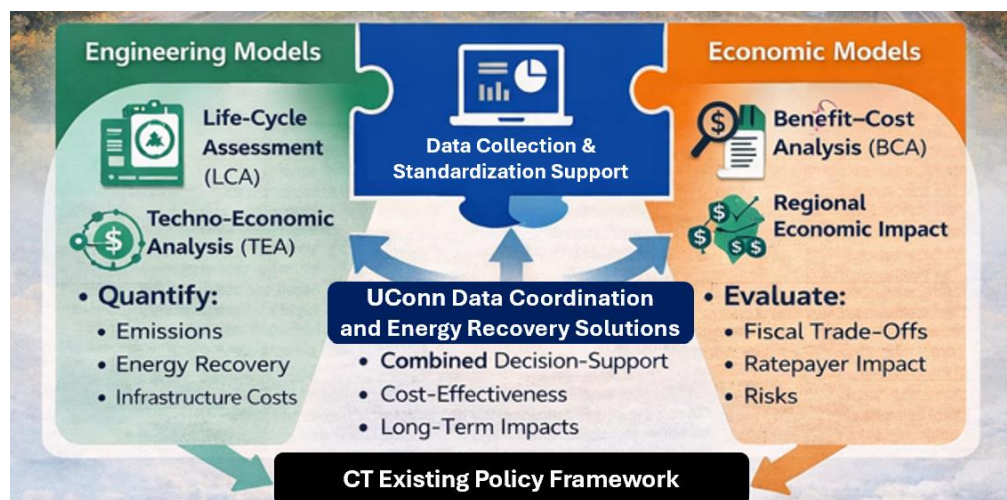 Engineering Models
Life-Cycle
Assessment
(LCA)
Techno-Economic
Analysis (TEA)
• Quantify:
• Emissions
• Energy Recovery
• Infrastructure Costs
Data Collection &
Standardization Support
UConn Data Coordination
and Energy Recovery Solutions
• Combined Decision-Support
• Cost-Effectiveness
• Long-Term Impacts
Economic Models
$
Benefit–Cost
Analysis (BCA)
Regional
Economic Impact
• Evaluate:
• Fiscal Trade-Offs
• Ratepayer Impact
• Risks
CT Existing Policy Framework